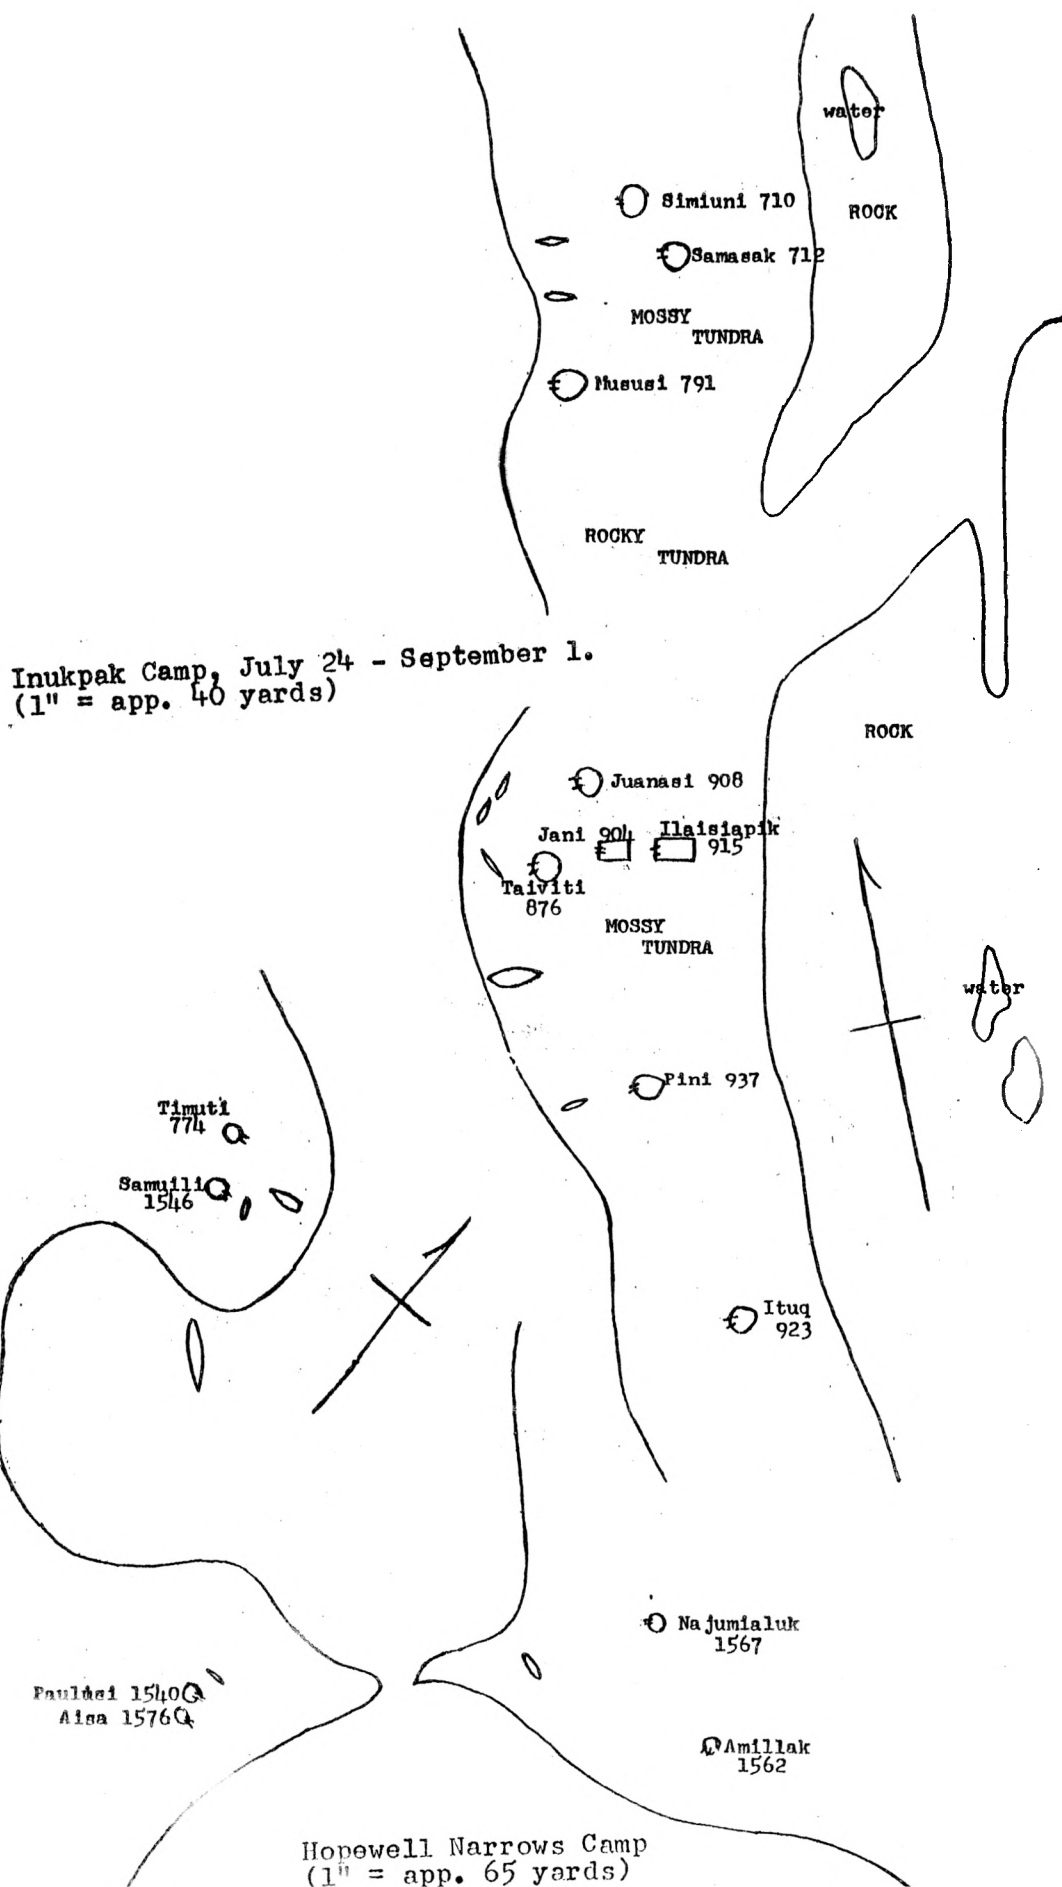 water
Simiuni 710
ROCK
Samasak 712
MOSSY
TUNDRA
Mususi 791
ROCKY
TUNDRA
Inukpak Camp, July 24 - September 1.
(1" = app. 40 yards)
ROCK
Juanasi 908
Jani 904
Ilaisiapik
915
Taiviti
876
MOSSY
TUNDRA
water
Pini 937
Timuti
774
Samuili
1546
Ituq
923
Najumialuk
1567
Paulusi 1540
Aisa 1576
Amillak
1562
Hopewell Narrows Camp
(1" = app. 65 yards)